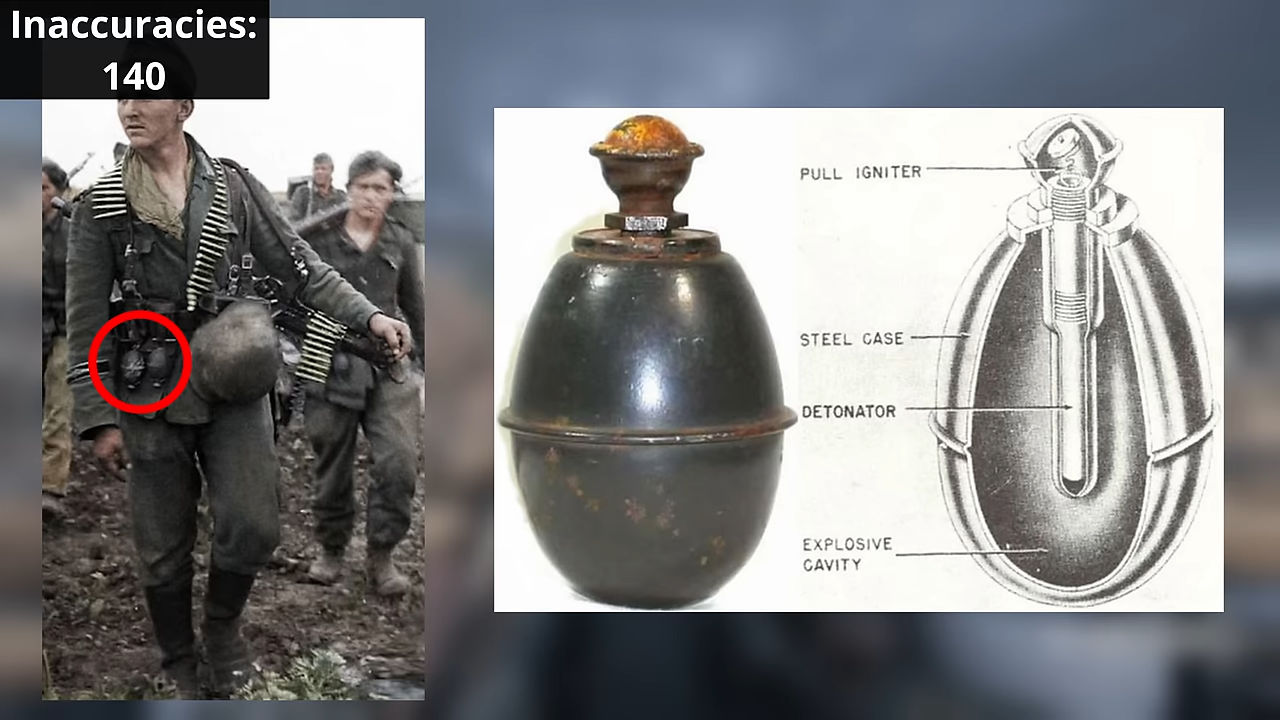 Inaccuracies:
140
PULL IGNITER
STEEL CASE
DETONATOR
EXPLOSIVE
CAVITY